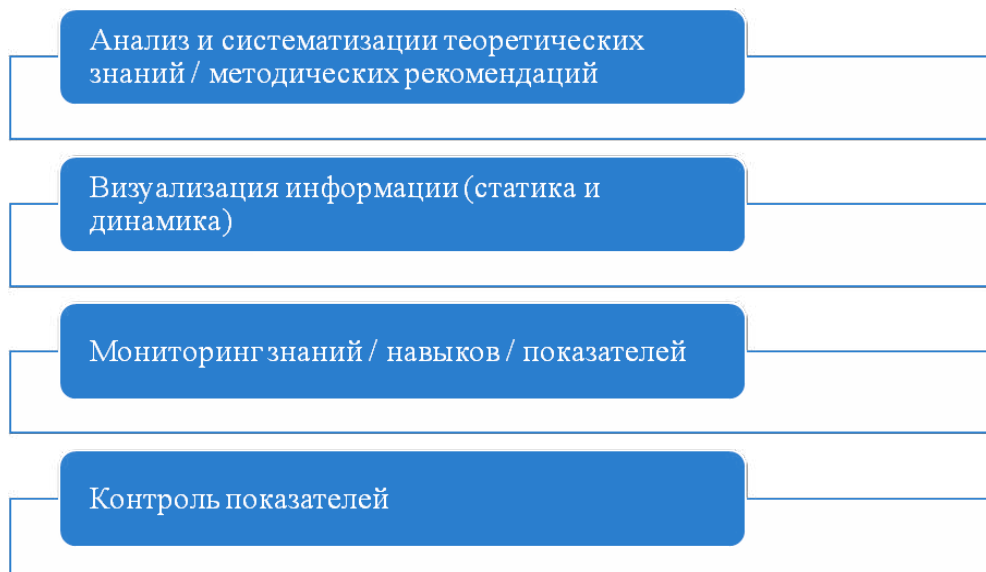 Анализ и систематизации теоретических
знаний / методических рекомендаций
Визуализация информации (статика и
динамика)
Мониторинг знаний / навыков / показателей
Контроль показателей